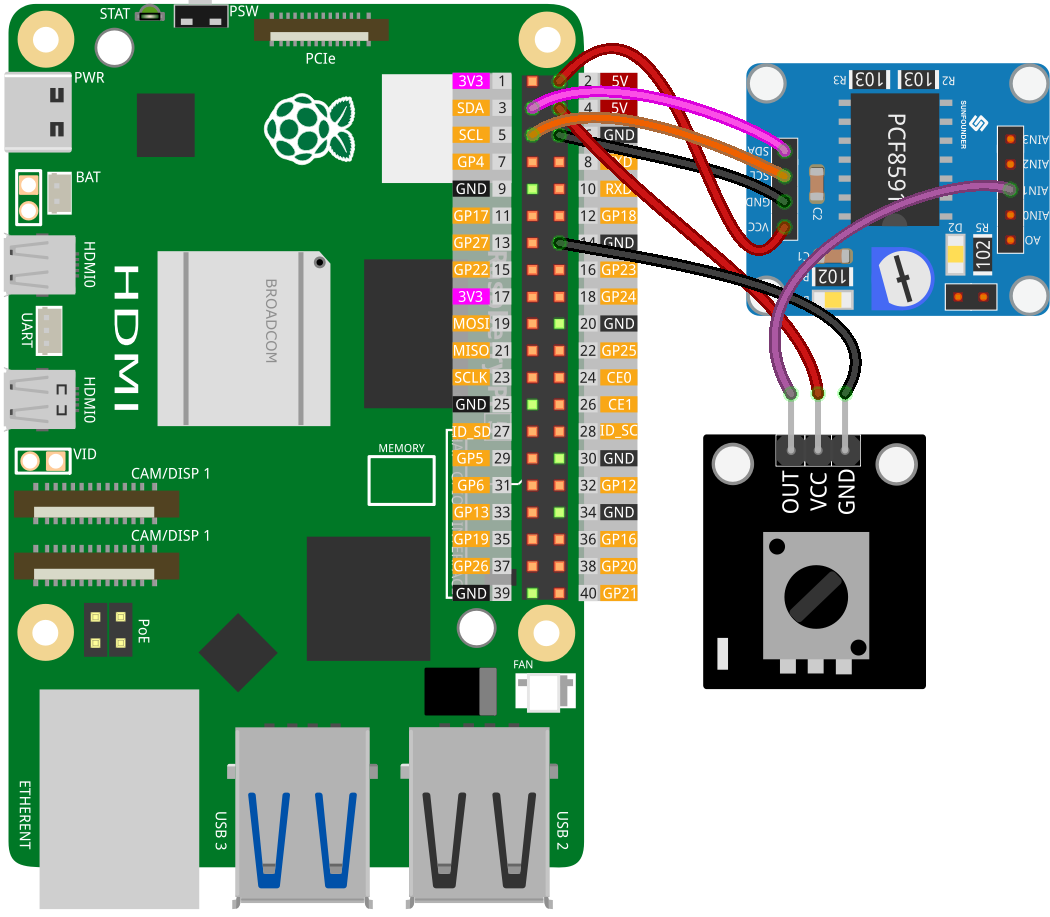 STAT
PSW
PCIe
PWR
BAT
HDMI0
UART
HDMI0
HDMI
BROADCOM
VID
MEMORY
CAM/DISP 1
CAM/DISP 1
PoE
FAN
ETHERENT
USB 3
USB 2
3V3 1 2 5V
SDA 3 4 5V
SCL 5 GND
GP4 7 8
GND 9 10 RXD
GP17 11 12 GP18
GP27 13 GND
GP22 15 16 GP23
3V3 17 18 GP24
MOSI 19 20 GND
MISO 21 22 GP25
SCLK 23 24 CE0
GND 25 26 CE1
ID_SD 27 28 ID_SC
GP5 29 30 GND
GP6 31 32 GP12
GP13 33 34 GND
GP19 35 36 GP16
GP26 37 38 GP20
GND 39 40 GP21
R3 103 103 R2
PCF8591
SUNFOUNDER
SDA
SCL
GND
VCC
C2
C1
102
D2
R5
102
AIN3
AIN2
AIN1
AIN0
AO
OUT
VCC
GND